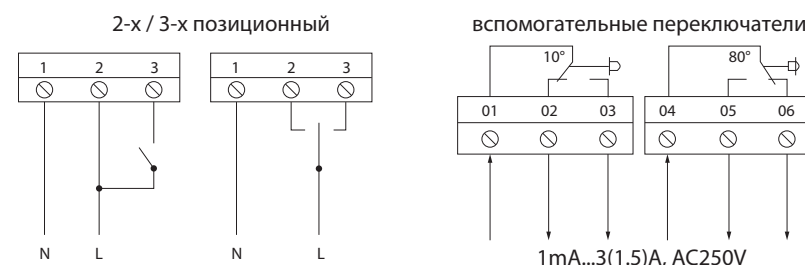 2-х / 3-х позиционный
вспомогательные переключатели
1 2 3
1 2 3
10°
80°
01 02 03
04 05 06
N L
N L
1mA...3(1.5)A, AC250V